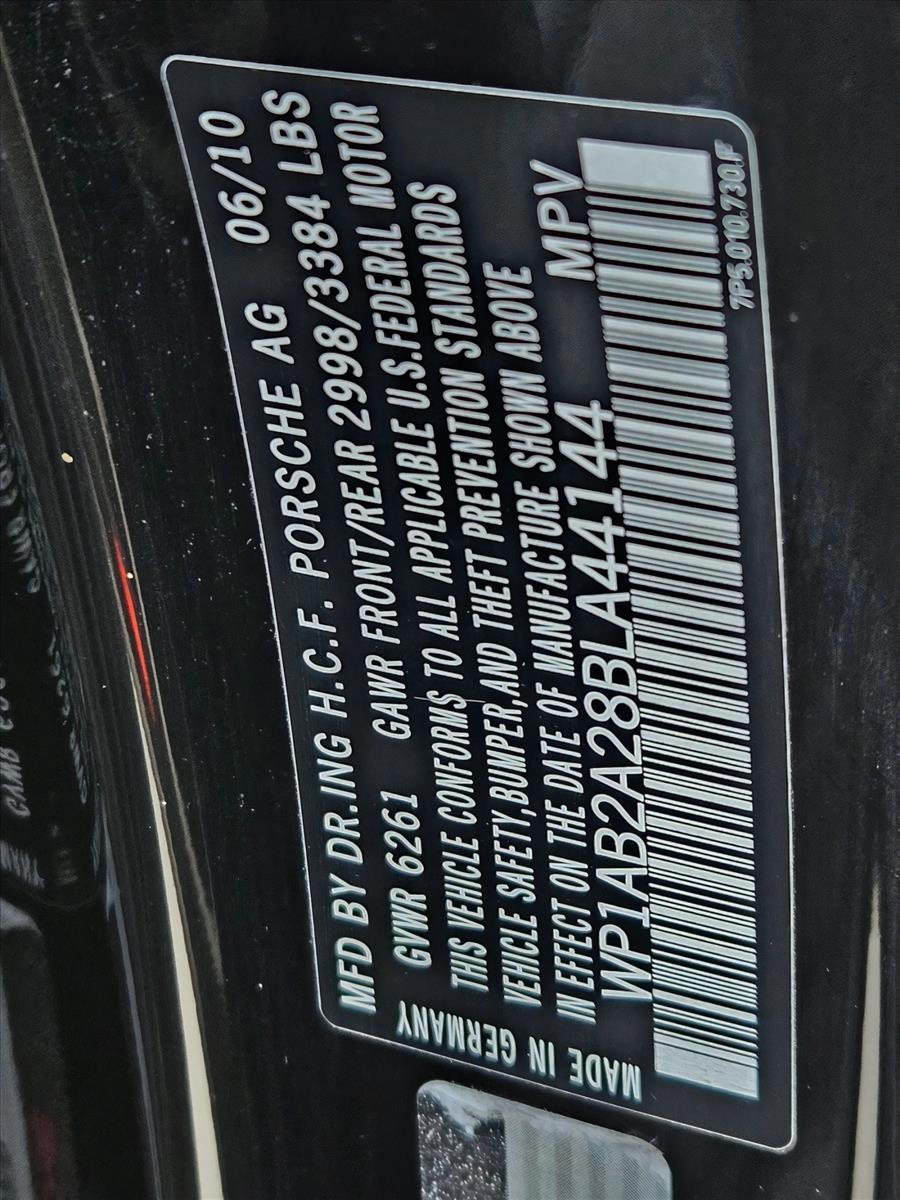 MFD BY DR.ING H.C.F. PORSCHE AG 06/10
GVWR 6261 GAWR FRONT/REAR 2998/3384 LBS
THIS VEHICLE CONFORMS TO ALL APPLICABLE U.S.FEDERAL MOTOR
VEHICLE SAFETY,BUMPER,AND THEFT PREVENTION STANDARDS
IN EFFECT ON THE DATE OF MANUFACTURE SHOWN ABOVE
WP1AB2A28BLA44144 MPV
MADE IN GERMANY
7P5.010.730.F